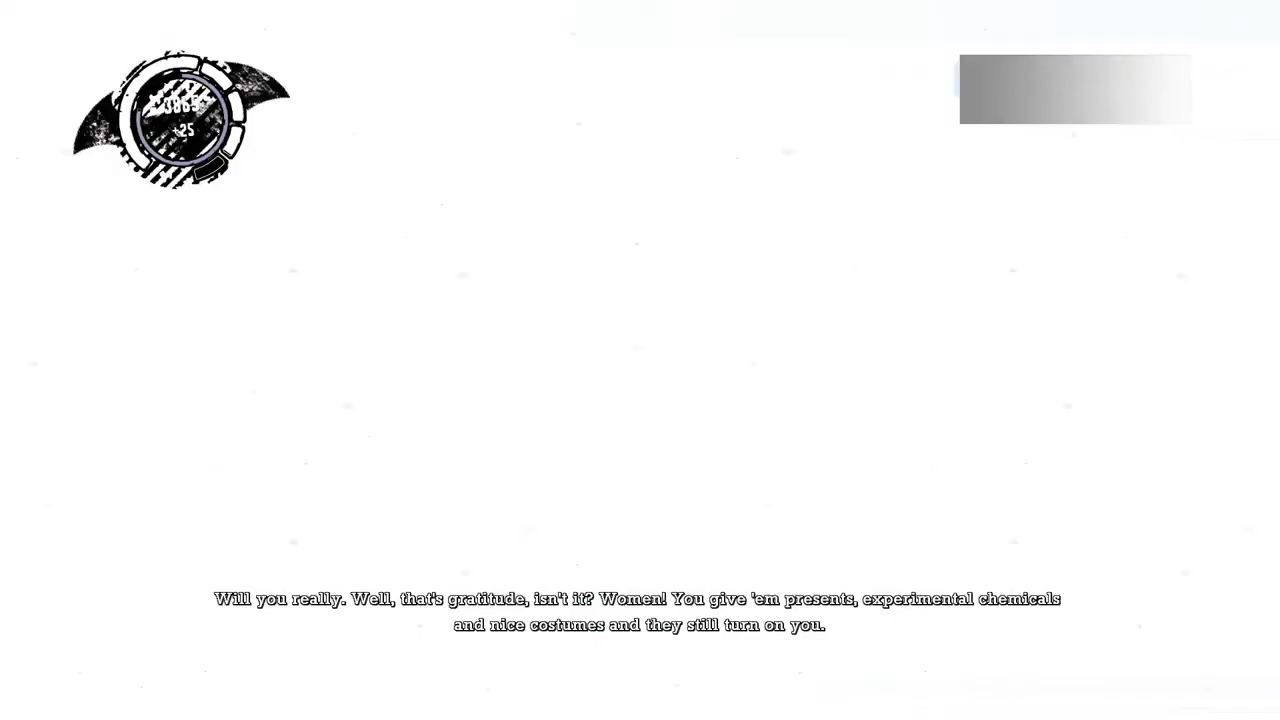 +25
Will you really. Well, that's gratitude, isn't it? Women! You give 'em presents, experimental chemicals
and nice costumes and they still turn on you.